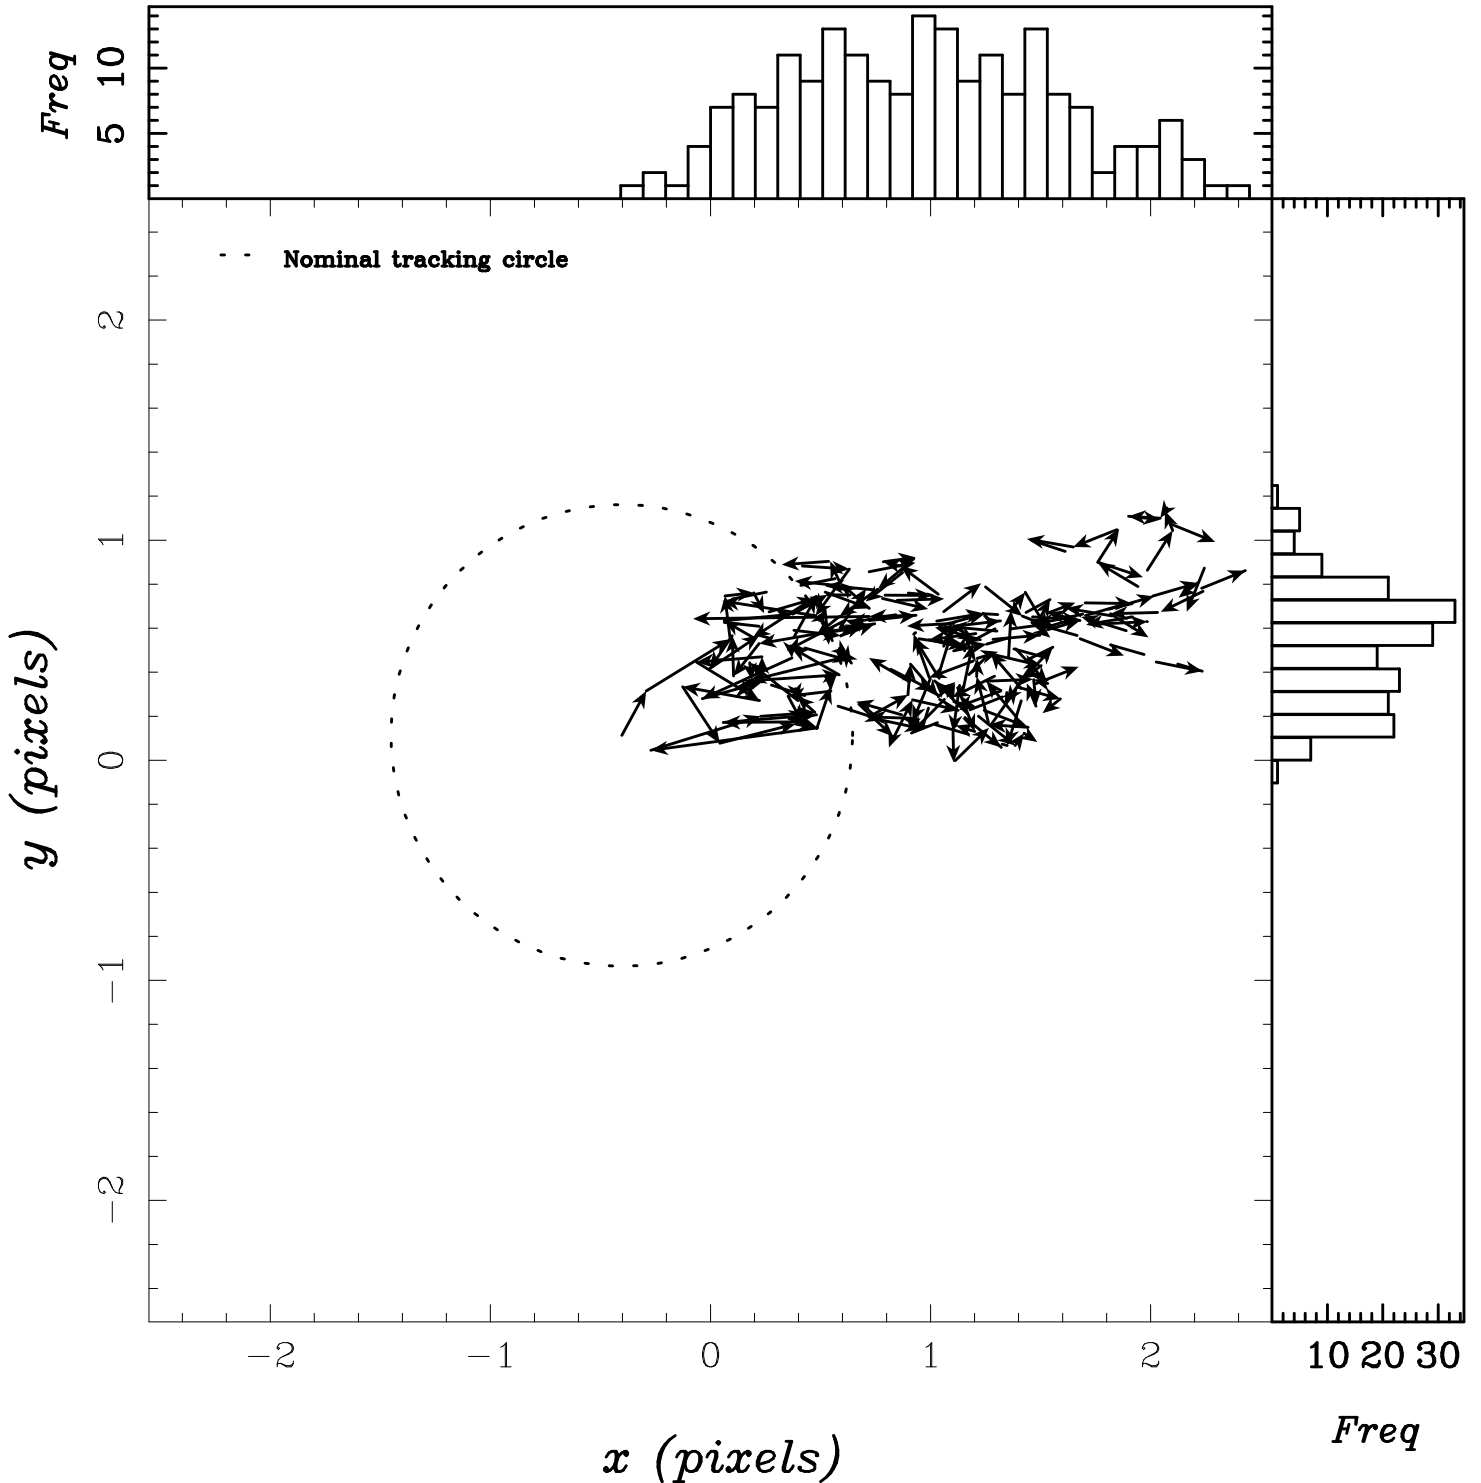 Freq
10
5
Nominal tracking circle
2
1
0
−1
−2
y (pixels)
−2 −1 0 1 2
10 20 30
x (pixels)
Freq